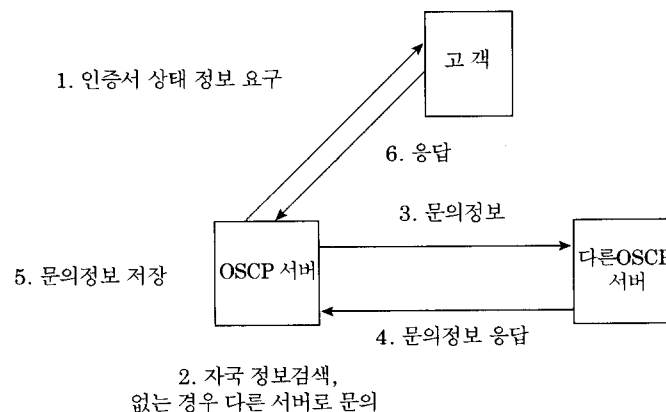 고 객
1. 인증서 상태 정보 요구
6. 응답
3. 문의정보
OSCP 서버
다른OSCP
서버
5. 문의정보 저장
4. 문의정보 응답
2. 자국 정보검색,
없는 경우 다른 서버로 문의